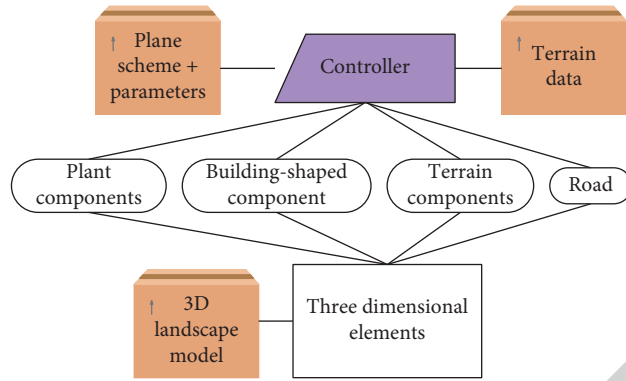 Plane
scheme +
parameters
Controller
Terrain
data
Plant
components
Building-shaped
component
Terrain
components
Road
3D
landscape
model
Three dimensional
elements